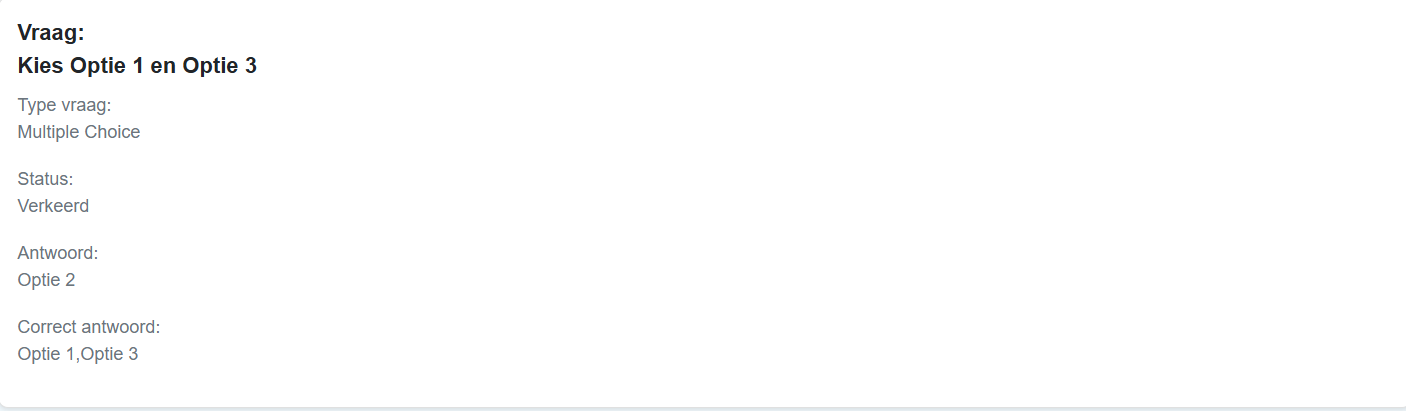 Vraag:
Kies Optie 1 en Optie 3
Type vraag:
Multiple Choice
Status:
Verkeerd
Antwoord:
Optie 2
Correct antwoord:
Optie 1,Optie 3